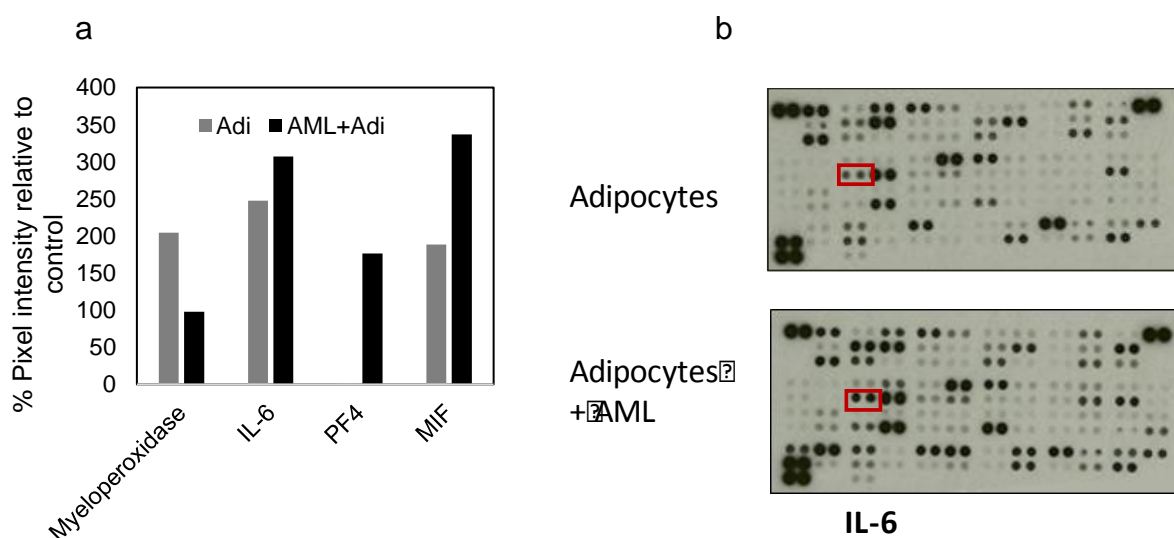 a
% Pixel intensity relative to
control
400
350
300
250
200
150
100
50
0
Adi
AML+Adi
Myeloperoxidase
IL-6
PF4
MIF
b
Adipocytes
Adipocytes
+ AML
IL-6